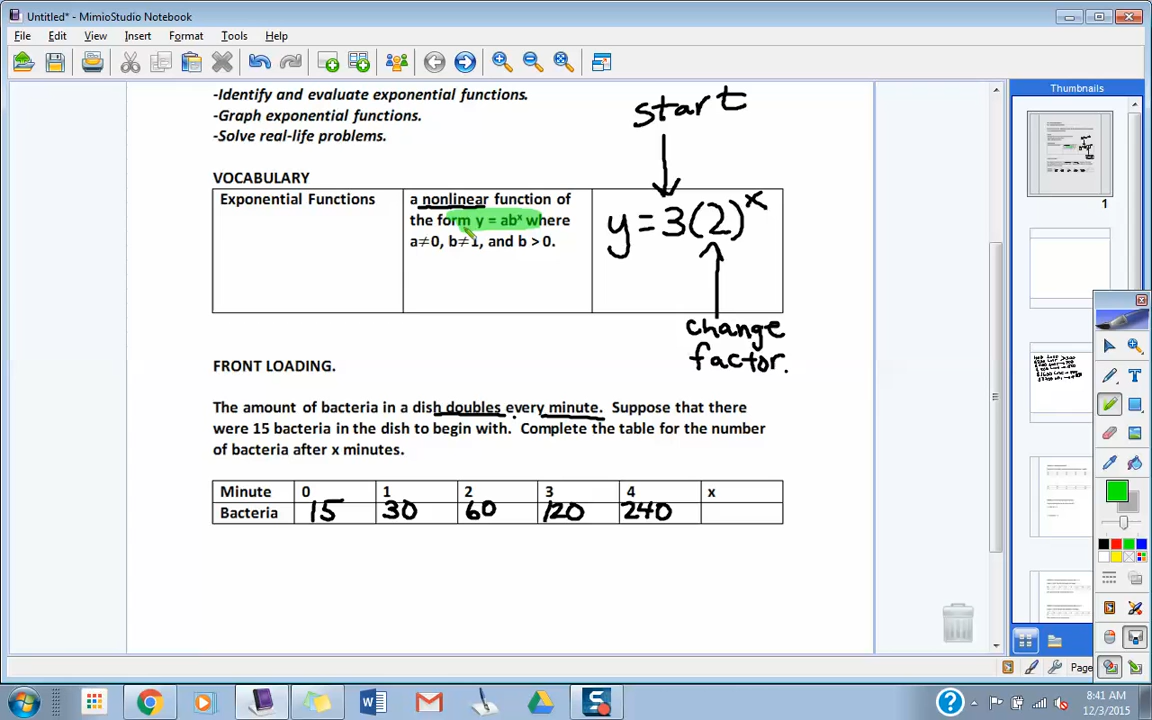 Untitled* - MimioStudio Notebook
File Edit View Insert Format Tools Help
-Identify and evaluate exponential functions.
-Graph exponential functions.
-Solve real-life problems.
start
VOCABULARY
Exponential Functions
a nonlinear function of
the form y = abˣ where
a≠0, b≠1, and b > 0.
y = 3(2)ˣ
change
factor.
FRONT LOADING.
The amount of bacteria in a dish doubles every minute. Suppose that there
were 15 bacteria in the dish to begin with. Complete the table for the number
of bacteria after x minutes.
Minute 0 1 2 3 4 x
Bacteria 15 30 60 120 240
Thumbnails
1
Page
8:41 AM
12/3/2015